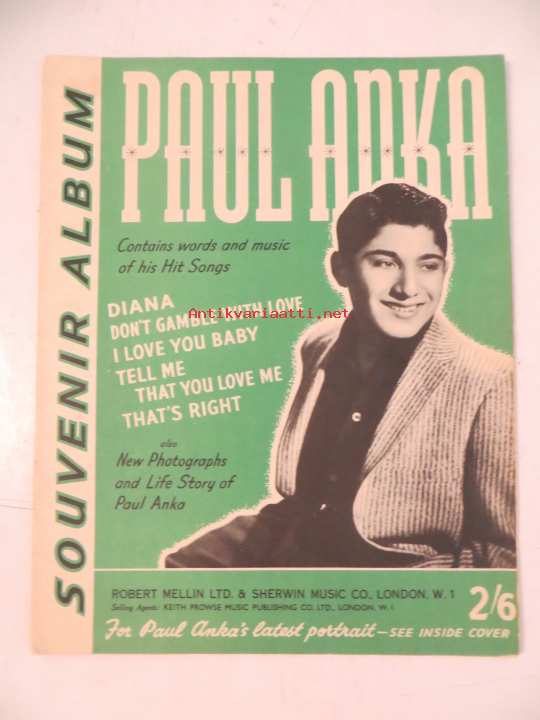 SOUVENIR ALBUM
PAUL ANKA
Contains words and music
of his Hit Songs
DIANA
DON'T GAMBLE WITH LOVE
I LOVE YOU BABY
TELL ME
THAT YOU LOVE ME
THAT'S RIGHT
also
New Photographs
and Life Story of
Paul Anka
Antikvariaatti.net
ROBERT MELLIN LTD. & SHERWIN MUSIC CO., LONDON, W. 1
Selling Agents: KEITH PROWSE MUSIC PUBLISHING CO. LTD., LONDON, W. 1
2/6
For Paul Anka's latest portrait – SEE INSIDE COVER